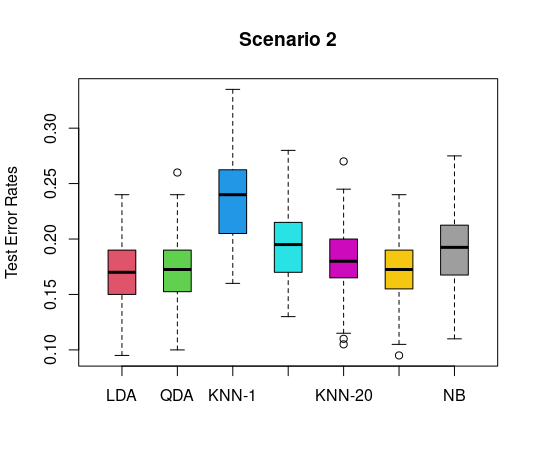 Scenario 2
Test Error Rates
0.30
0.25
0.20
0.15
0.10
LDA QDA KNN-1 KNN-20 NB